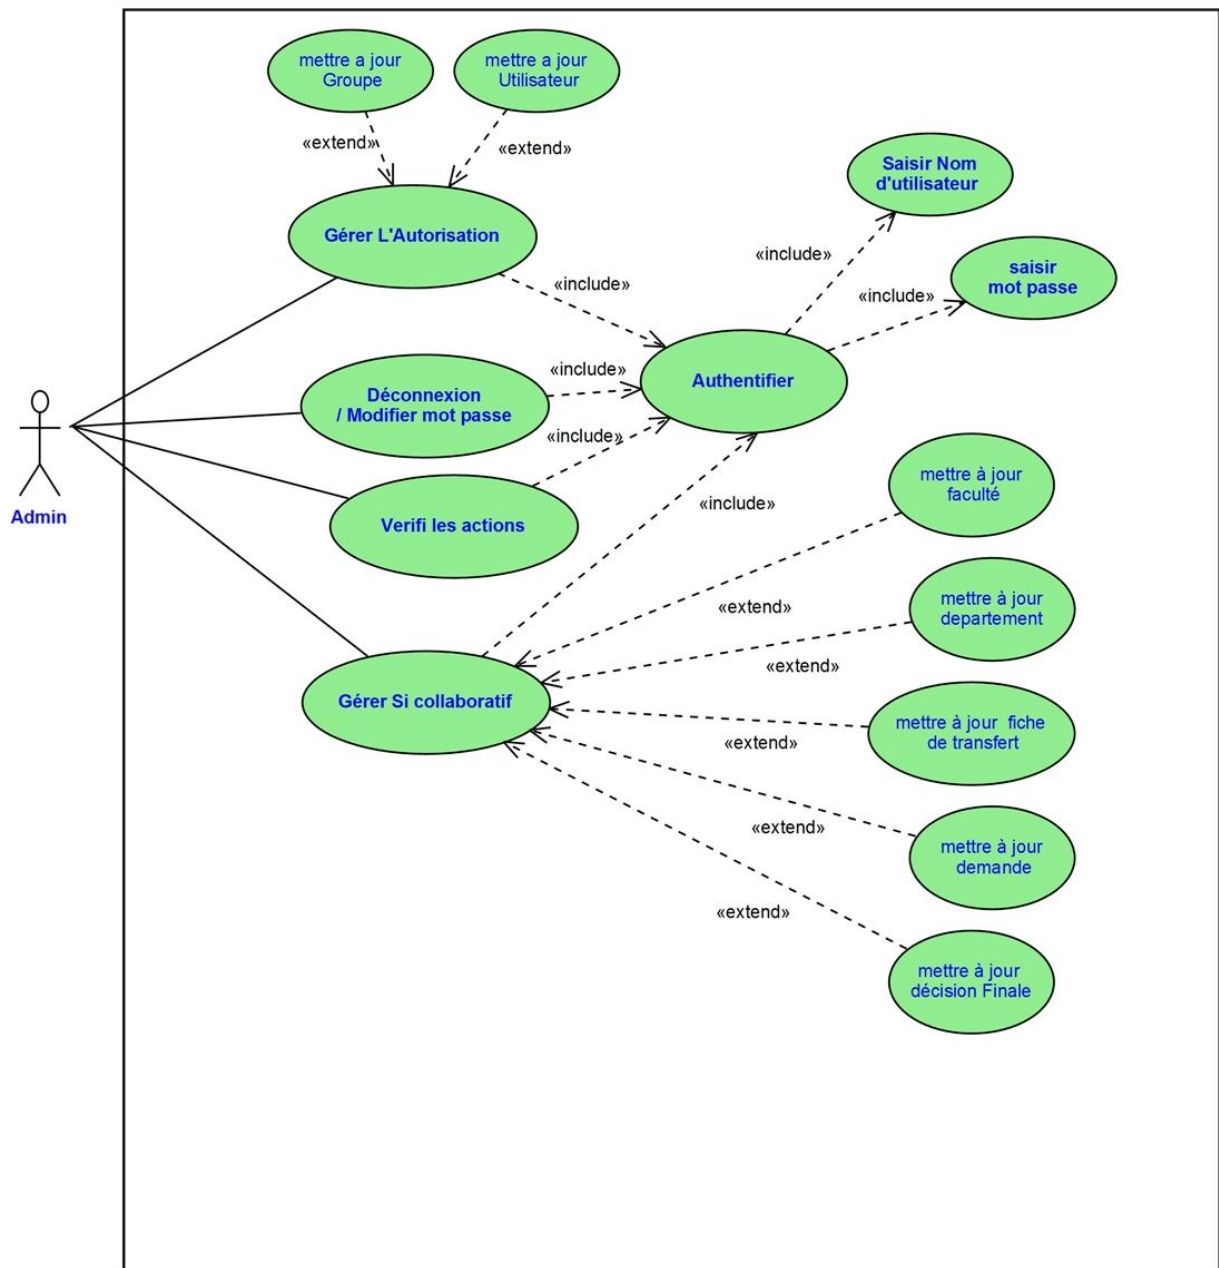 mettre a jour
Groupe
mettre a jour
Utilisateur
«extend»
«extend»
Saisir Nom
d'utilisateur
Gérer L'Autorisation
«include»
saisir
mot passe
«include»
«include»
Authentifier
Déconnexion
/ Modifier mot passe
«include»
«include»
Admin
Verifi les actions
«include»
mettre à jour
faculté
«extend»
mettre à jour
departement
«extend»
Gérer Si collaboratif
mettre à jour fiche
de transfert
«extend»
«extend»
mettre à jour
demande
«extend»
mettre à jour
décision Finale